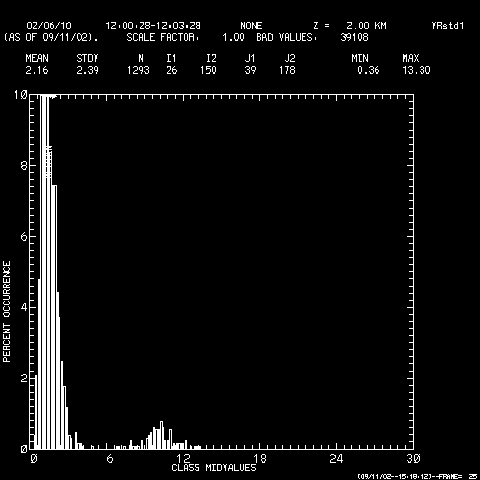 02/06/10 12:00:28-12:03:28 NONE Z = 2.00 KM YRstd1
(AS OF 09/11/02). SCALE FACTOR: 1.00 BAD VALUES: 39108
MEAN STDV N I1 I2 J1 J2 MIN MAX
2.16 2.39 1293 26 150 39 178 0.36 13.30
10
8
6
4
2
0
PERCENT OCCURRENCE
0 6 12 18 24 30
CLASS MIDVALUES
(09/11/02--15:19:12)--FRAME= 25